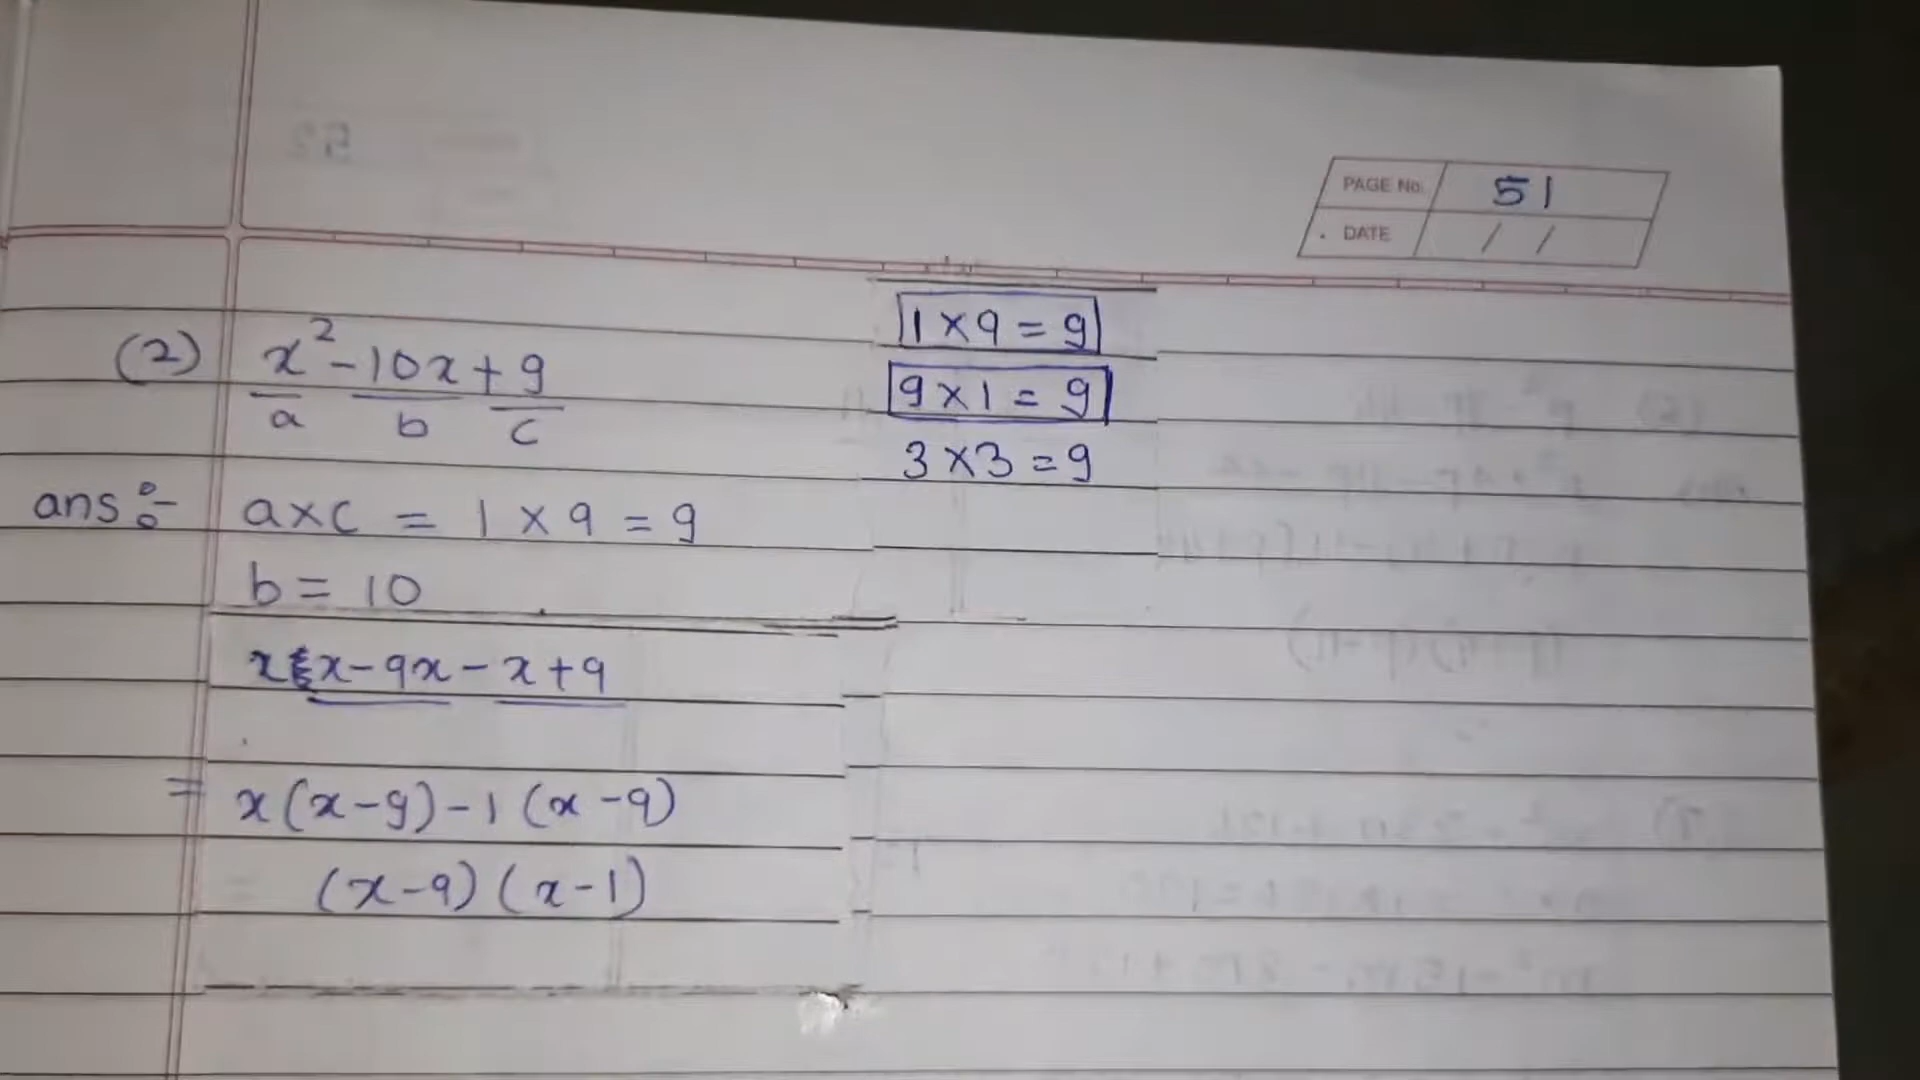 PAGE No. 51
DATE / /
(2) x² - 10x + 9
a b c
1 × 9 = 9
9 × 1 = 9
3 × 3 = 9
ans :- a×c = 1 × 9 = 9
b = 10
x x - 9x - x + 9
= x (x - 9) - 1 (x - 9)
(x - 9) (x - 1)